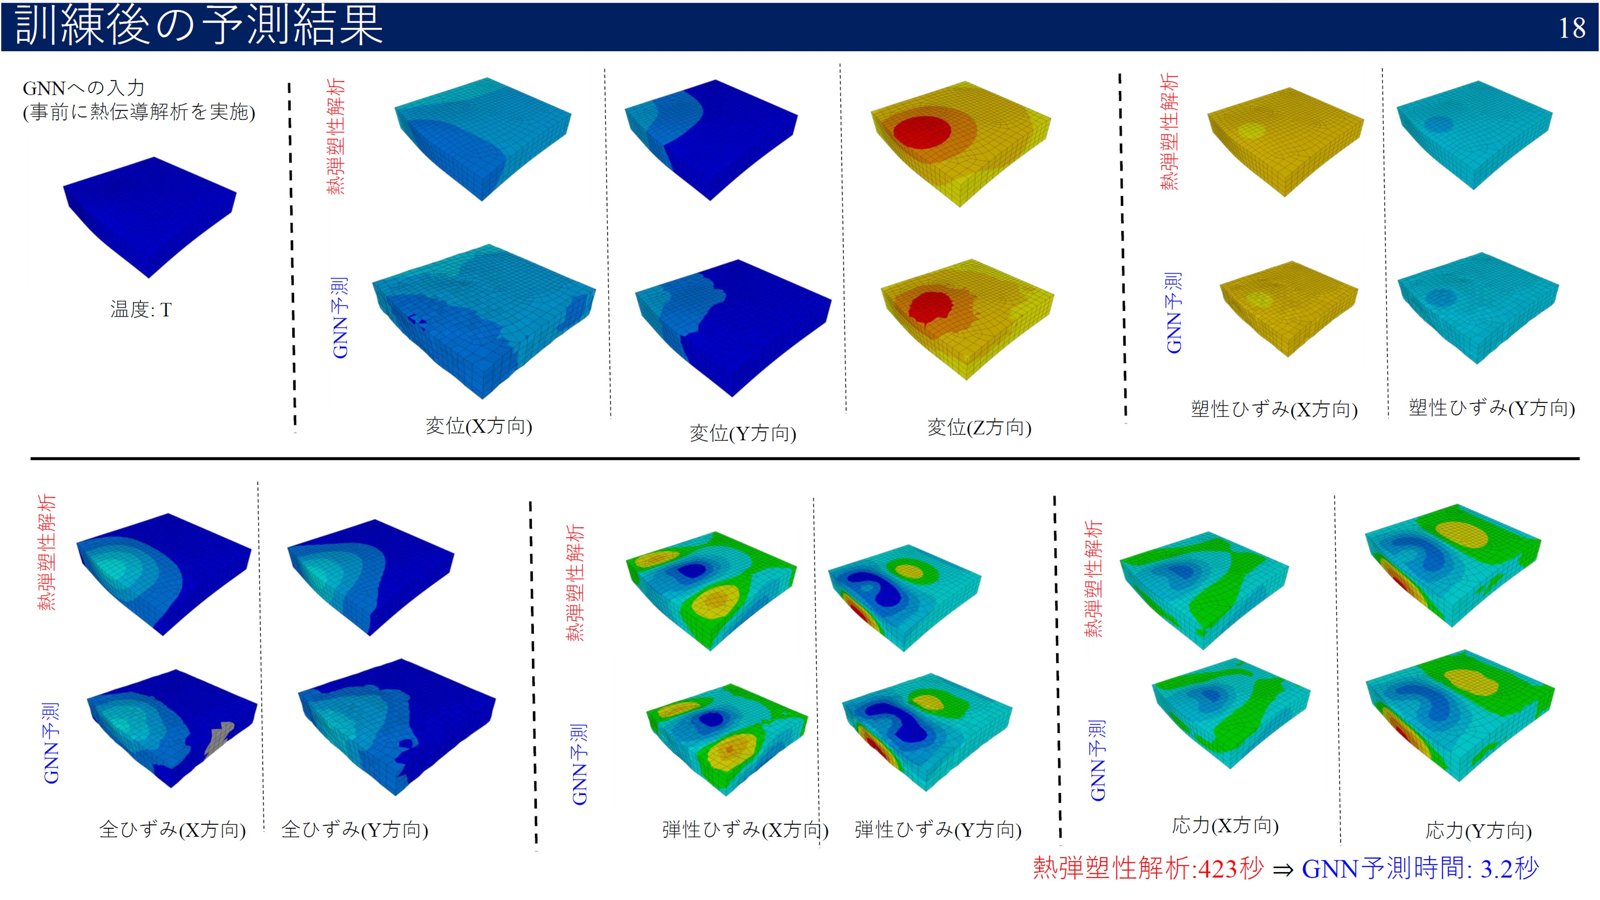 訓練後の予測結果
18
GNNへの入力
(事前に熱伝導解析を実施)
温度: T
熱弾塑性解析
GNN予測
変位(X方向)
変位(Y方向)
変位(Z方向)
熱弾塑性解析
GNN予測
塑性ひずみ(X方向)
塑性ひずみ(Y方向)
熱弾塑性解析
GNN予測
全ひずみ(X方向)
全ひずみ(Y方向)
熱弾塑性解析
GNN予測
弾性ひずみ(X方向)
弾性ひずみ(Y方向)
熱弾塑性解析
GNN予測
応力(X方向)
応力(Y方向)
熱弾塑性解析:423秒 ⇒ GNN予測時間: 3.2秒